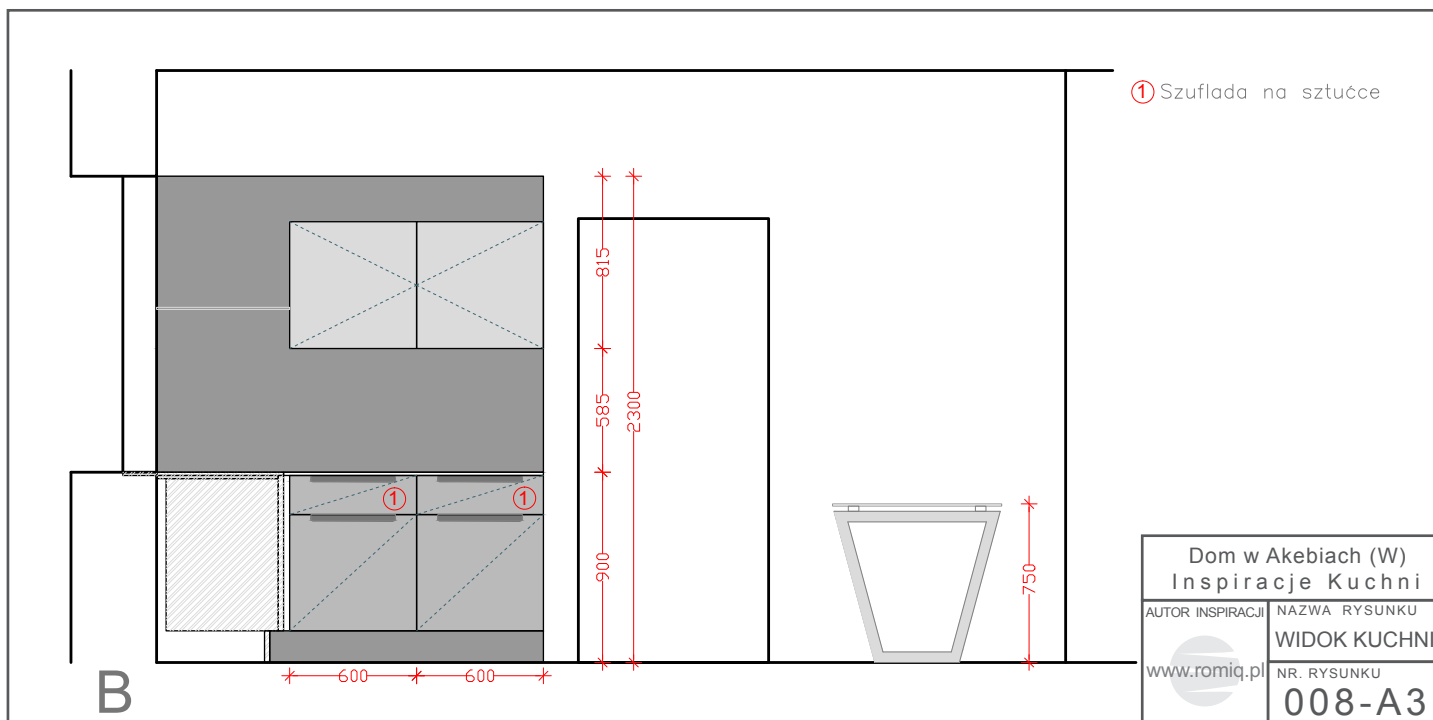 ① Szuflada na sztućce
815
585
2300
900
① ①
750
600 600
B
Dom w Akebiach (W)
Inspiracje Kuchni
AUTOR INSPIRACJI
www.romiq.pl
NAZWA RYSUNKU
WIDOK KUCHNI
NR. RYSUNKU
008-A3